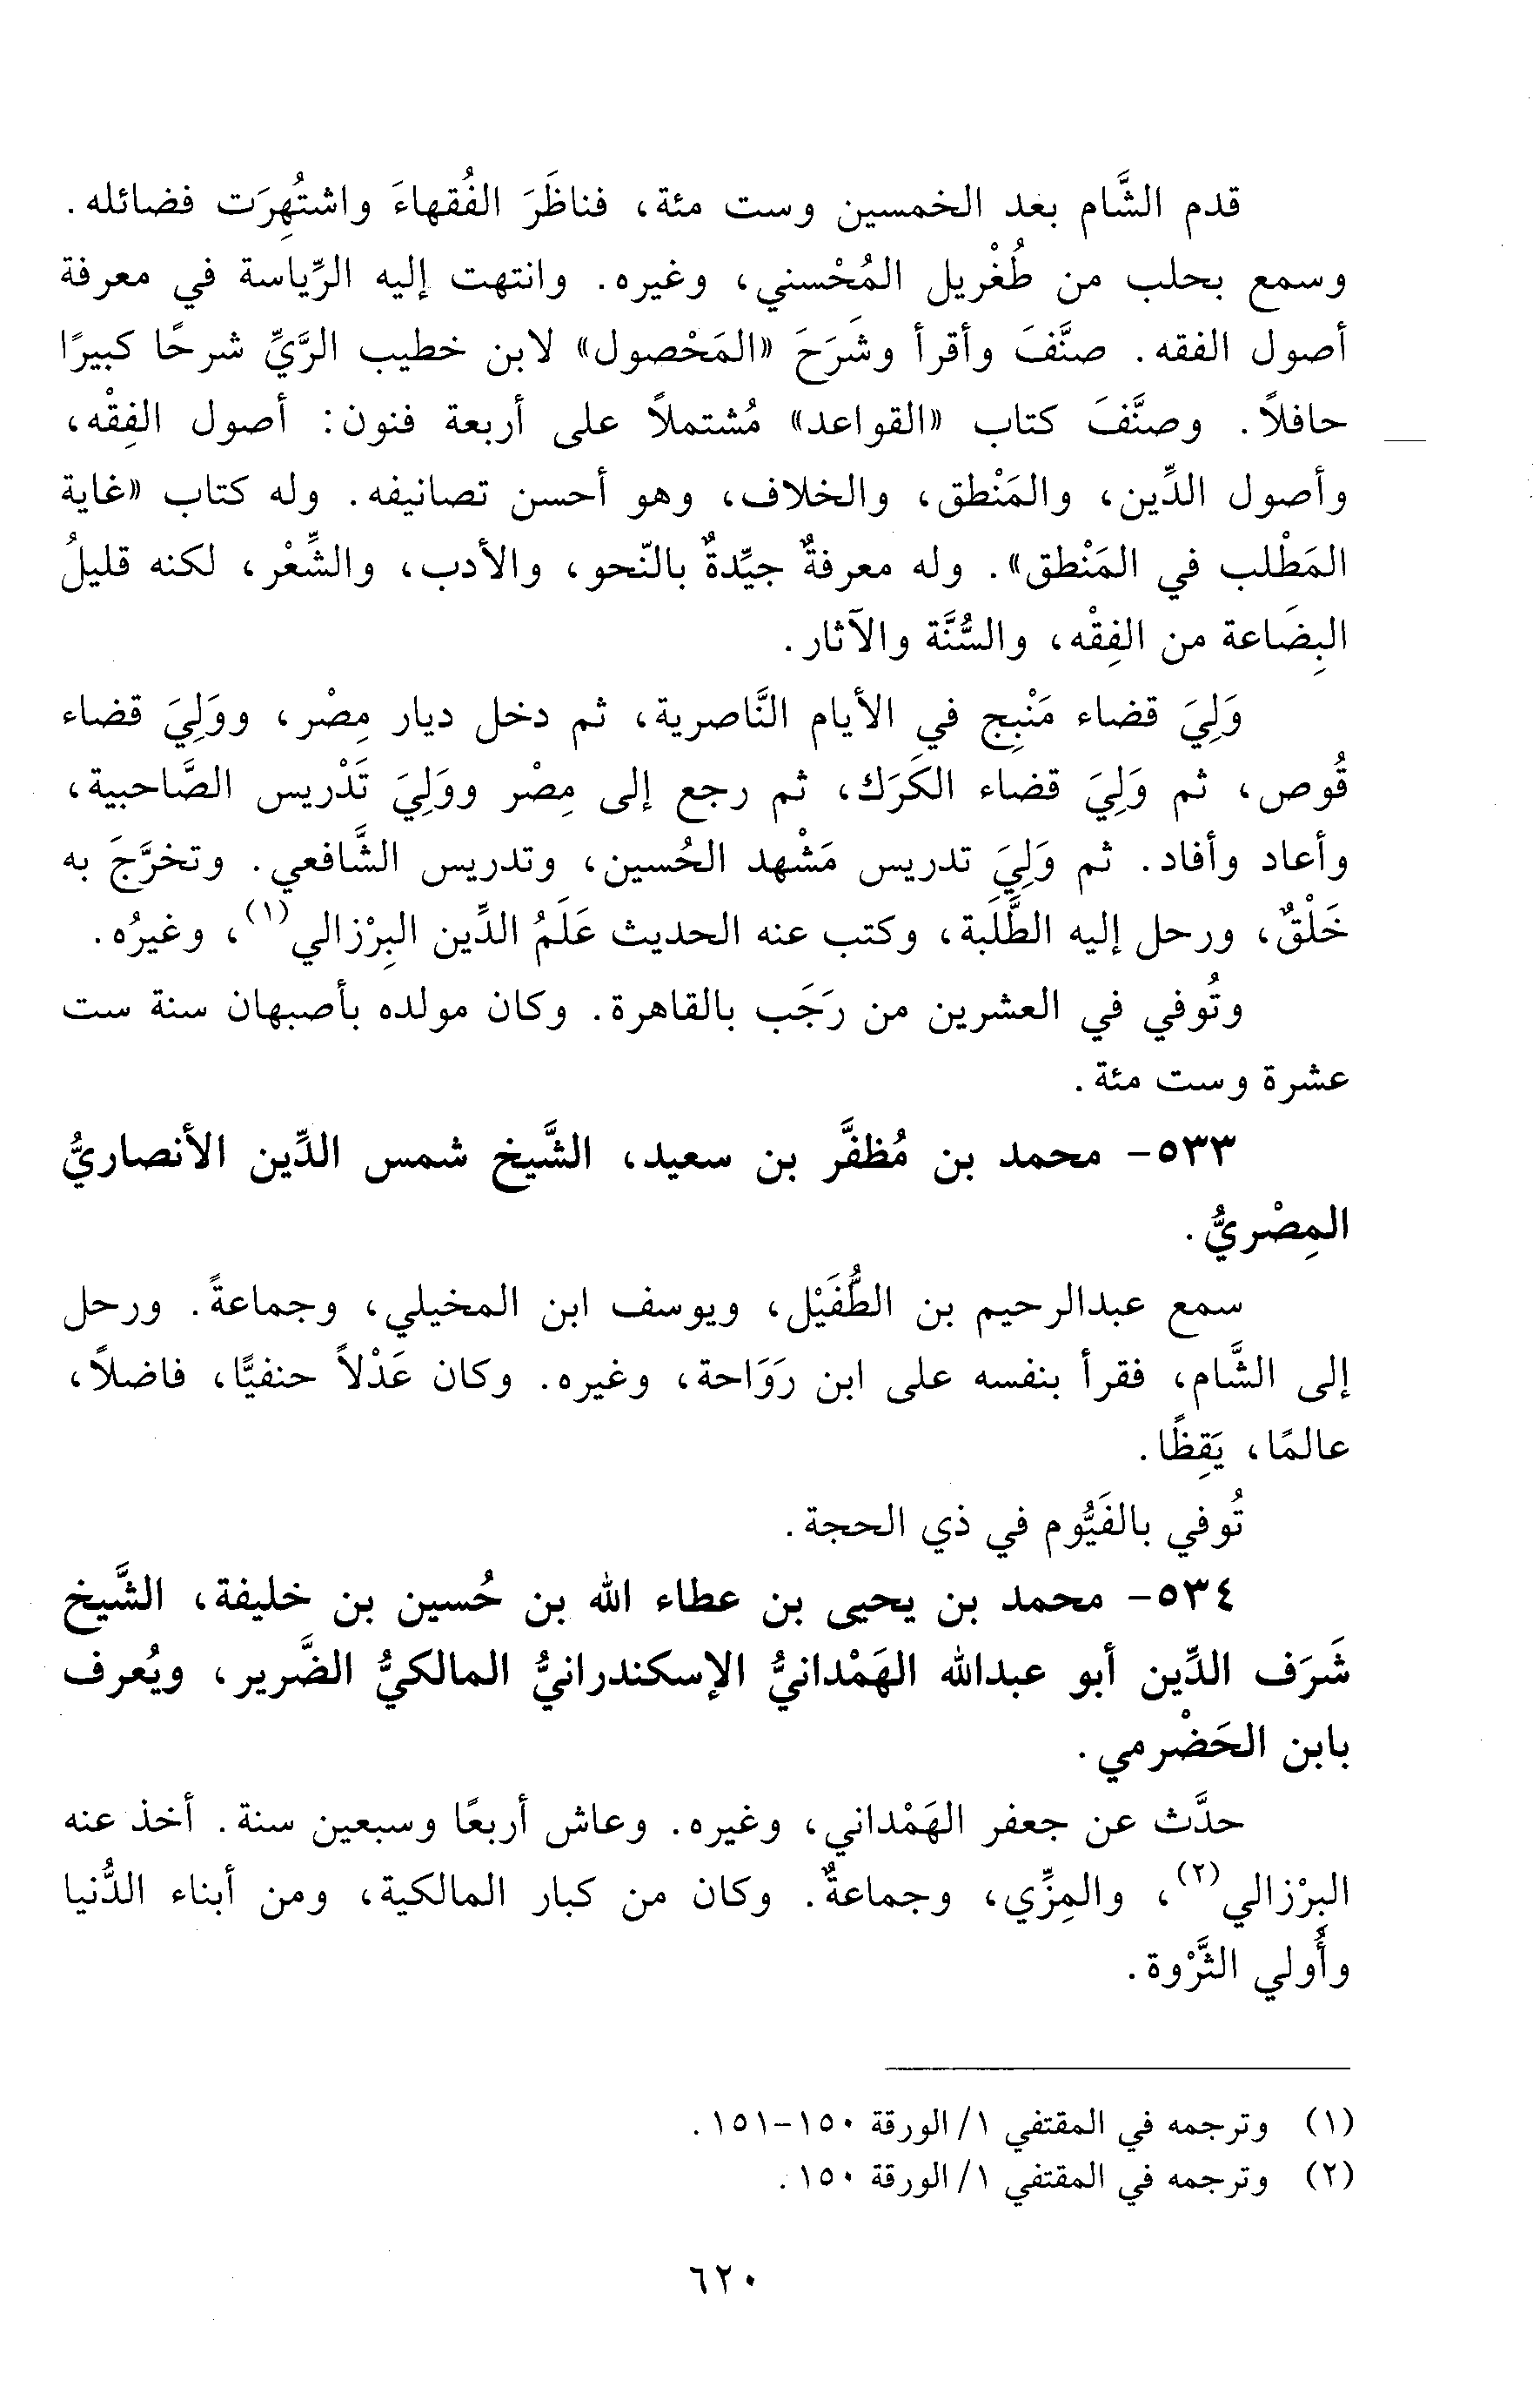 قدم الشَّام بعد الخمسين وست مئة، فناظَرَ الفُقهاءَ واشتُهِرَت فضائله.
وسمع بحلب من طُغْريل المُحْسني، وغيره. وانتهت إليه الرِّياسة في معرفة
أصول الفقه. صنَّفَ وأقرأ وشَرَحَ «المَحْصول» لابن خطيب الرَّيِّ شرحًا كبيرًا
حافلاً. وصنَّفَ كتاب «القواعد» مُشتملاً على أربعة فنون: أصول الفِقْه،
وأصول الدِّين، والمَنْطق، والخلاف، وهو أحسن تصانيفه. وله كتاب «غاية
المَطْلب في المَنْطق». وله معرفةٌ جيِّدةٌ بالنّحو، والأدب، والشِّعْر، لكنه قليلُ
البِضَاعة من الفِقْه، والسُّنَّة والآثار.
وَلِيَ قضاء مَنْبِج في الأيام النَّاصرية، ثم دخل ديار مِصْر، ووَلِيَ قضاء
قُوص، ثم وَلِيَ قضاء الكَرَك، ثم رجع إلى مِصْر ووَلِيَ تَدْريس الصَّاحبية،
وأعاد وأفاد. ثم وَلِيَ تدريس مَشْهد الحُسين، وتدريس الشَّافعي. وتخرَّجَ به
خَلْقٌ، ورحل إليه الطَّلَبة، وكتب عنه الحديث عَلَمُ الدِّين البِرْزالي(١)، وغيرُه.
وتُوفي في العشرين من رَجَب بالقاهرة. وكان مولده بأصبهان سنة ست
عشرة وست مئة.
٥٣٣- محمد بن مُظفَّر بن سعيد، الشَّيخ شمس الدِّين الأنصاريُّ
المِصْريُّ.
سمع عبدالرحيم بن الطُّفَيْل، ويوسف ابن المخيلي، وجماعةً. ورحل
إلى الشَّام، فقرأ بنفسه على ابن رَوَاحة، وغيره. وكان عَدْلاً حنفيًّا، فاضلاً،
عالمًا، يَقِظًا.
تُوفي بالفَيُّوم في ذي الحجة.
٥٣٤- محمد بن يحيى بن عطاء الله بن حُسين بن خليفة، الشَّيخ
شَرَف الدِّين أبو عبدالله الهَمْدانيُّ الإسكندرانيُّ المالكيُّ الضَّرير، ويُعرف
بابن الحَضْرمي.
حدَّث عن جعفر الهَمْداني، وغيره. وعاش أربعًا وسبعين سنة. أخذ عنه
البِرْزالي(٢)، والمِزِّي، وجماعةٌ. وكان من كبار المالكية، ومن أبناء الدُّنيا
وأُولي الثَّرْوة.
(١) وترجمه في المقتفي ١/ الورقة ١٥٠-١٥١.
(٢) وترجمه في المقتفي ١/ الورقة ١٥٠.
٦٢٠